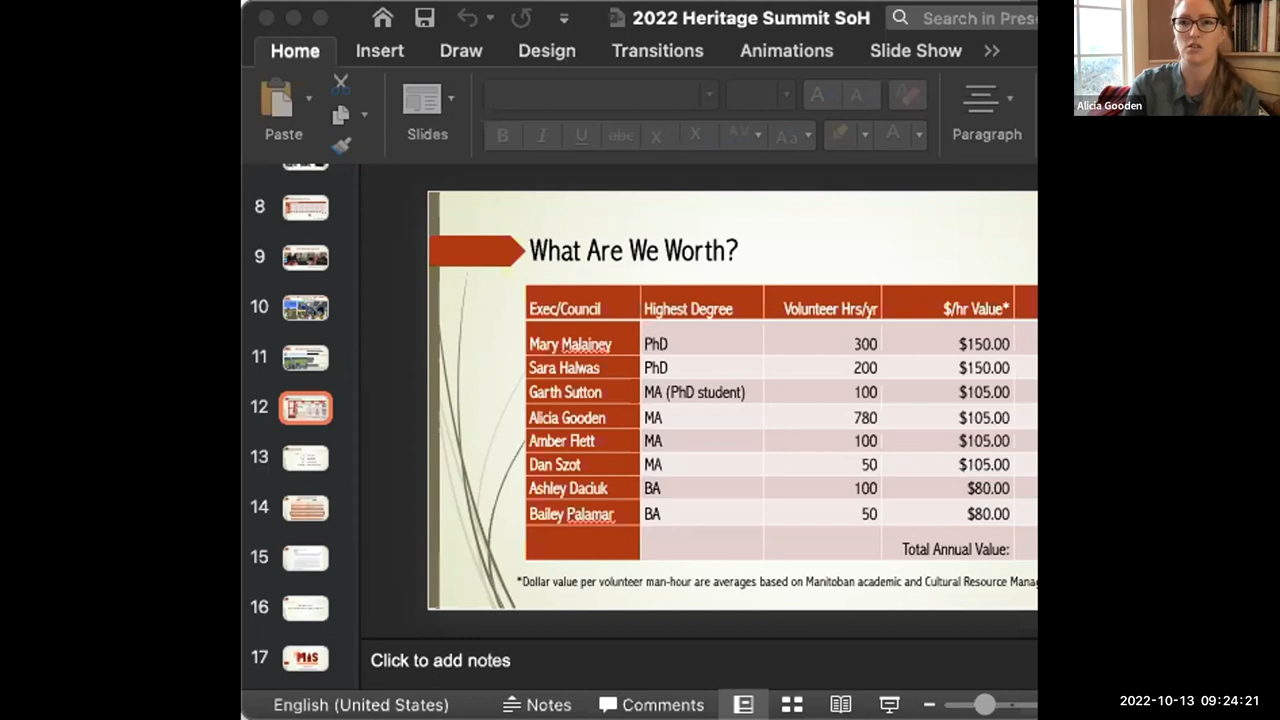 2022 Heritage Summit SoH
Search in Pres
Home Insert Draw Design Transitions Animations Slide Show >>
Paste
Slides
B I U abc X X AV Aa A
Paragraph
Alicia Gooden
8
9
10
11
12
13
14
15
16
17
What Are We Worth?
Exec/Council Highest Degree Volunteer Hrs/yr $/hr Value*
Mary Malainey PhD 300 $150.00
Sara Halwas PhD 200 $150.00
Garth Sutton MA (PhD student) 100 $105.00
Alicia Gooden MA 780 $105.00
Amber Flett MA 100 $105.00
Dan Szot MA 50 $105.00
Ashley Daciuk BA 100 $80.00
Bailey Palamar BA 50 $80.00
Total Annual Value:
*Dollar value per volunteer man-hour are averages based on Manitoban academic and Cultural Resource Mana
Click to add notes
English (United States) Notes Comments
2022-10-13 09:24:21